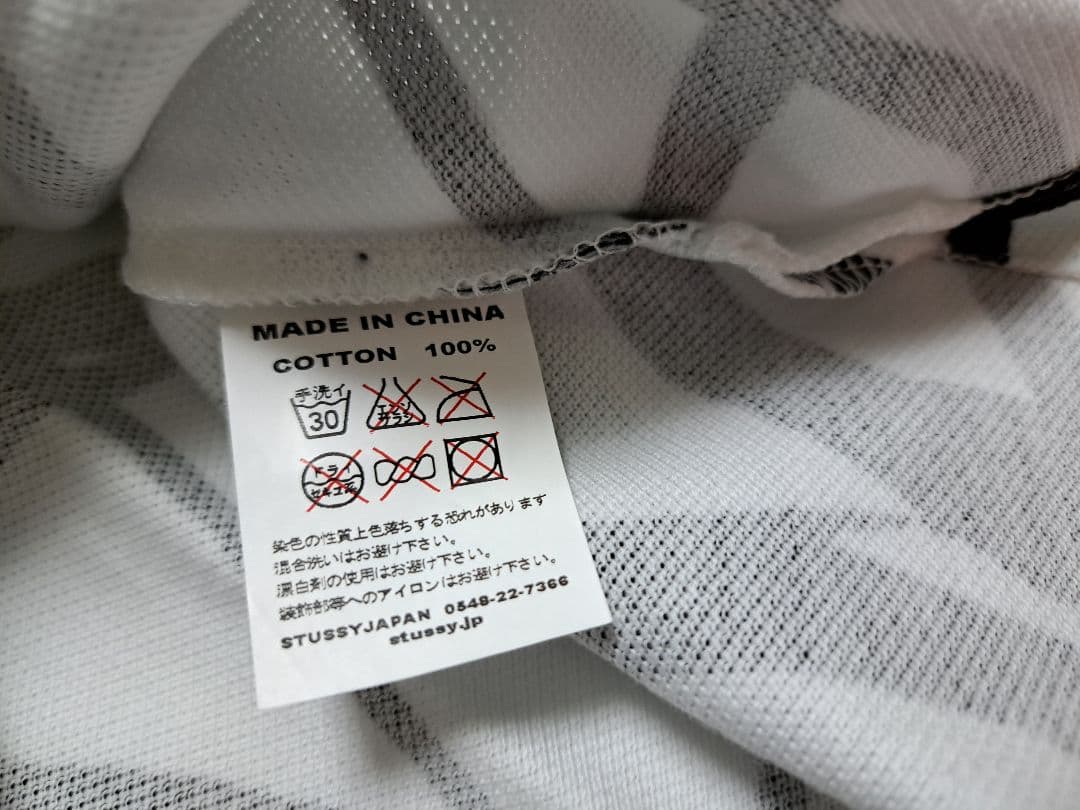 MADE IN CHINA
COTTON 100%
手洗イ
30
エンソ
サラシ
ドライ
セキユ系
染色の性質上色落ちする恐れがあります
混合洗いはお避け下さい。
漂白剤の使用はお避け下さい。
装飾部等へのアイロンはお避け下さい。
STUSSYJAPAN 0548-22-7366
stussy.jp